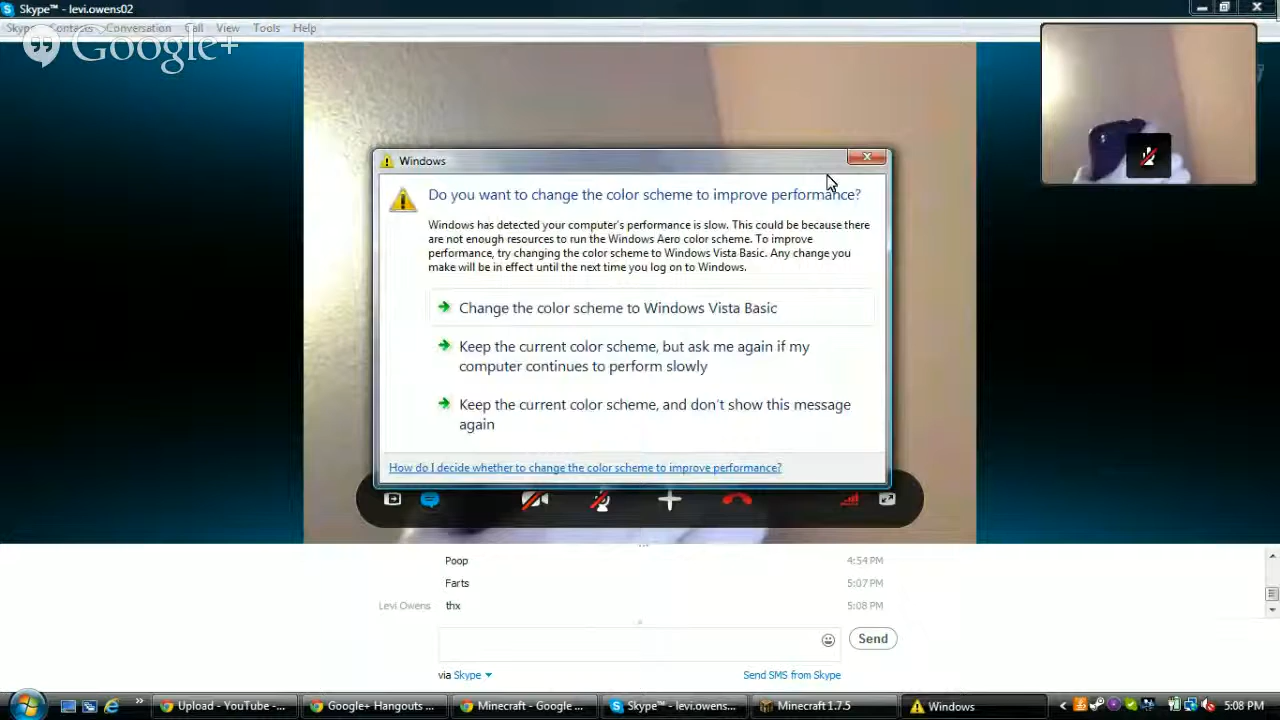 Skype™ - levi.owens02
Skype Contacts Conversation Call View Tools Help
Google+
Windows
Do you want to change the color scheme to improve performance?
Windows has detected your computer's performance is slow. This could be because there
are not enough resources to run the Windows Aero color scheme. To improve
performance, try changing the color scheme to Windows Vista Basic. Any change you
make will be in effect until the next time you log on to Windows.
Change the color scheme to Windows Vista Basic
Keep the current color scheme, but ask me again if my
computer continues to perform slowly
Keep the current color scheme, and don't show this message
again
How do I decide whether to change the color scheme to improve performance?
Poop 4:54 PM
Farts 5:07 PM
Levi Owens thx 5:08 PM
Send
via Skype Send SMS from Skype
Upload - YouTube -... Google+ Hangouts ... Minecraft - Google ... Skype™ - levi.owens... Minecraft 1.7.5 Windows 5:08 PM